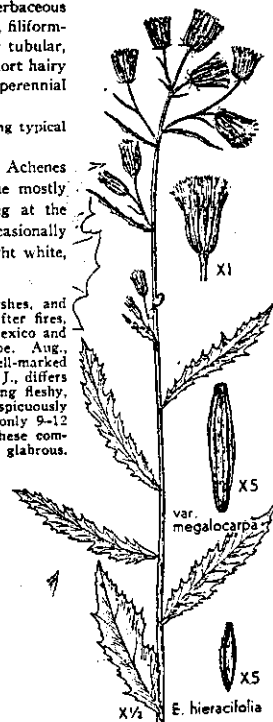 erbaceous
, filiform-
tubular,
ort hairy
perennial
ng typical
Achenes
ne mostly
g at the
casionally
ght white,
shes, and
fter fires,
exico and
pe. Aug.,
ell-marked
J., differs
ng fleshy,
spicuously
only 9–12
hese com-
glabrous.
X1
X5
var.
megalocarpa
X5
X½
E. hieracifolia